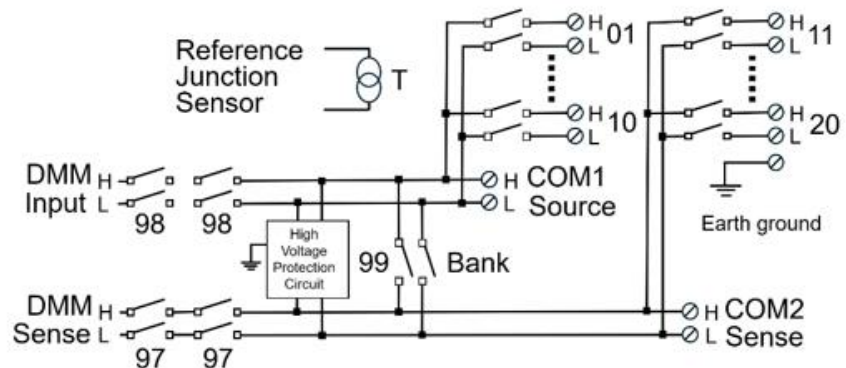 Reference
Junction
Sensor
T
H 01
L
H 10
L
H 11
L
H 20
L
DMM H
Input L
98 98
H COM1
L Source
Earth ground
High
Voltage
Protection
Circuit
99 Bank
DMM H
Sense L
97 97
H COM2
L Sense